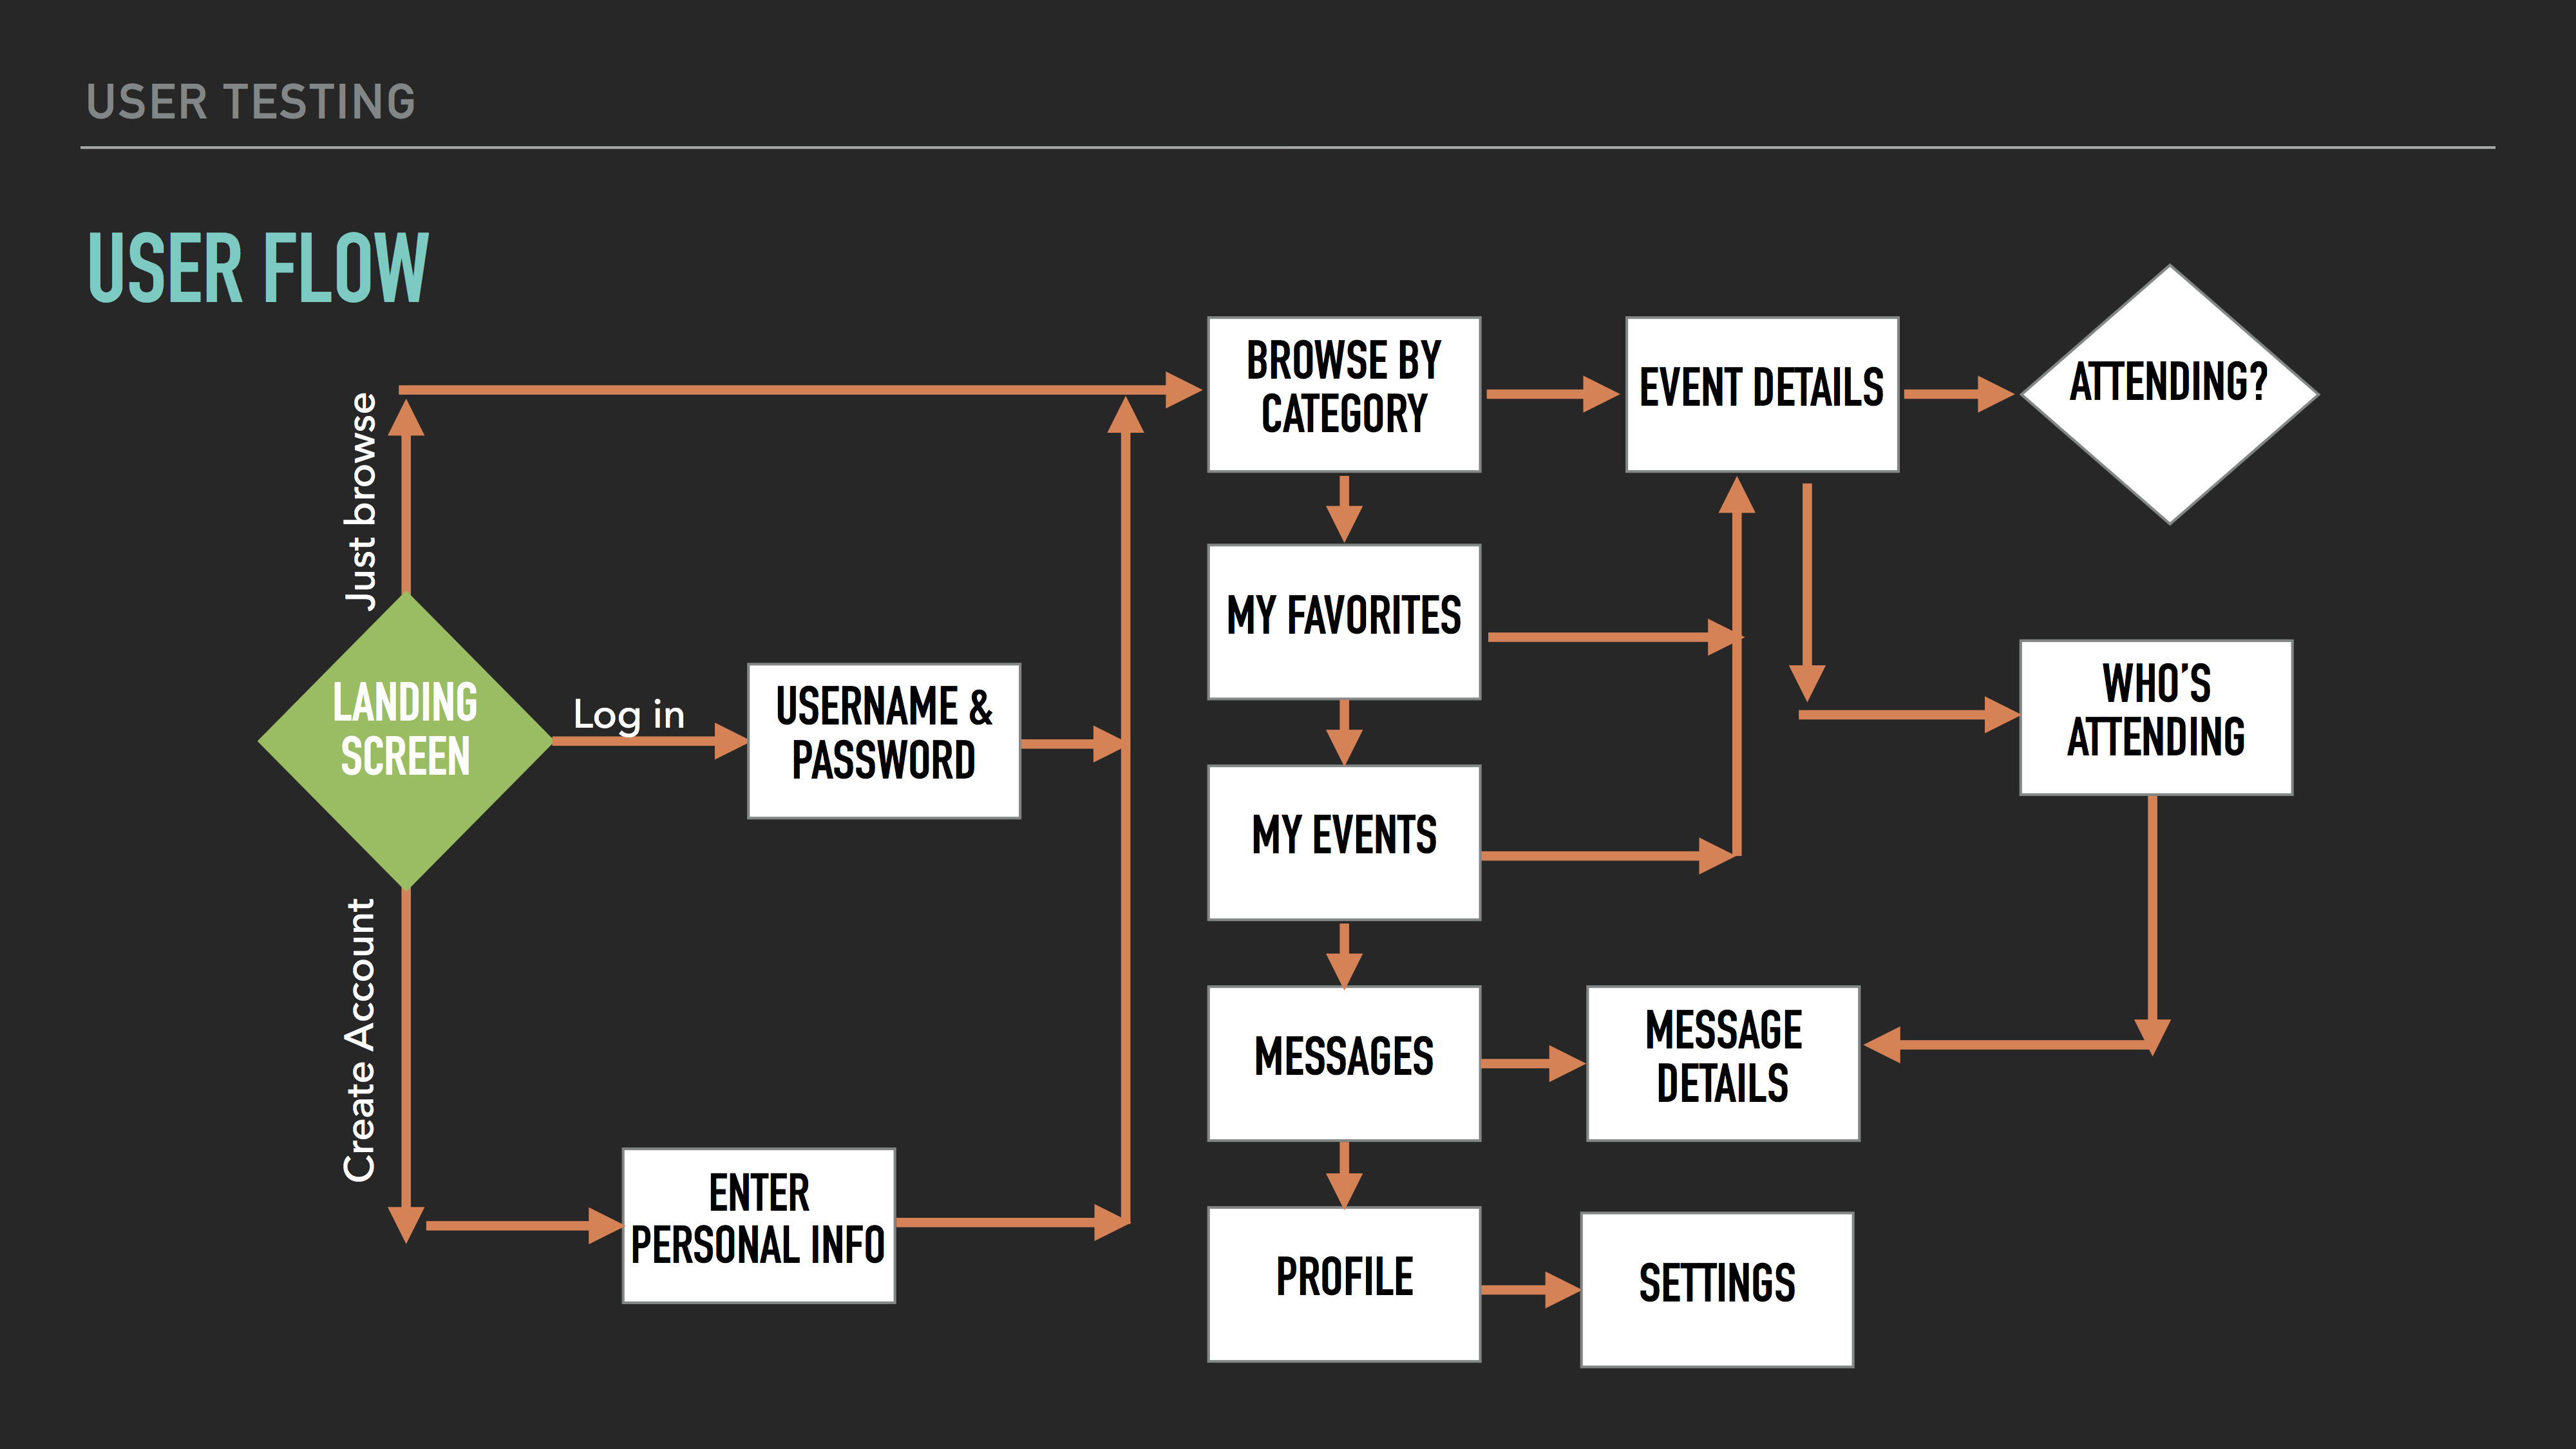 USER TESTING
USER FLOW
Just browse
LANDING
SCREEN
Log in
USERNAME &
PASSWORD
Create Account
ENTER
PERSONAL INFO
BROWSE BY
CATEGORY
EVENT DETAILS
ATTENDING?
MY FAVORITES
WHO’S
ATTENDING
MY EVENTS
MESSAGES
MESSAGE
DETAILS
PROFILE
SETTINGS